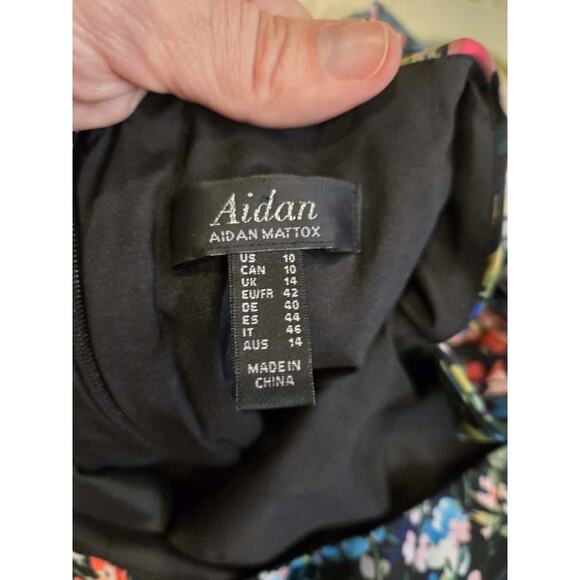 Aidan
AIDAN MATTOX
US 10
CAN 10
UK 14
EU/FR 42
DE 40
ES 44
IT 46
AUS 14
MADE IN
CHINA